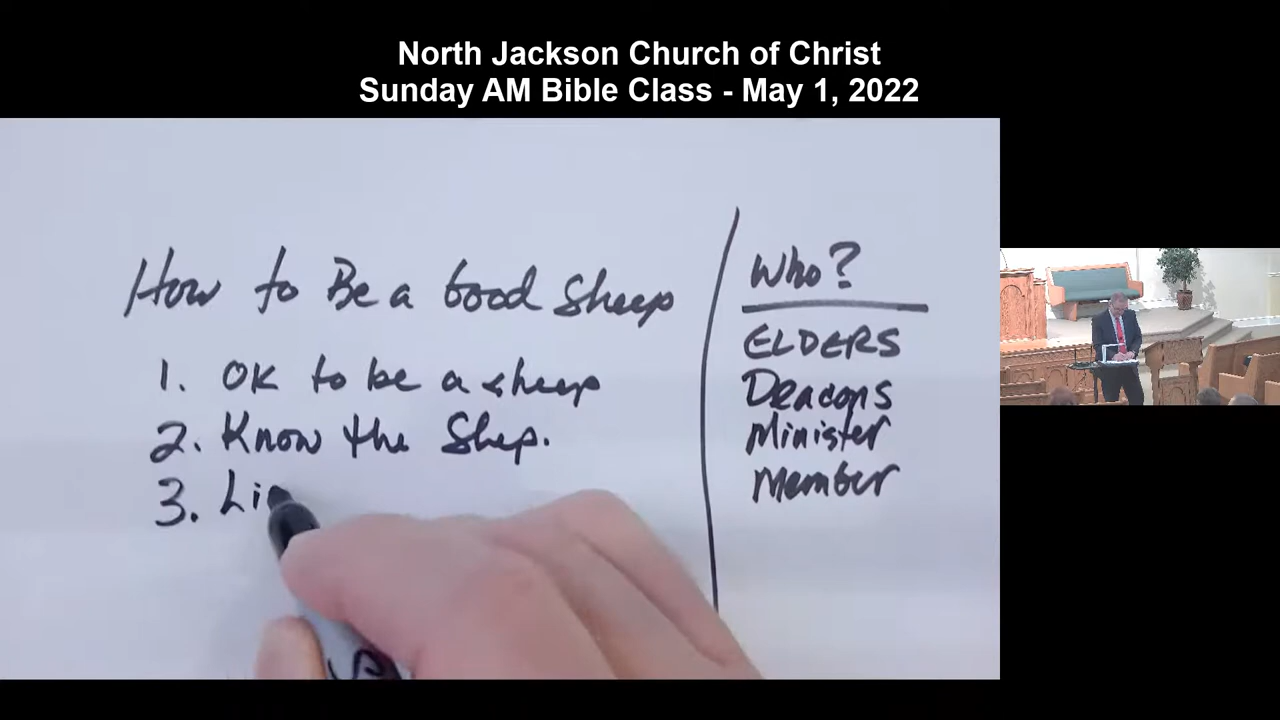 North Jackson Church of Christ
Sunday AM Bible Class - May 1, 2022
How to Be a Good Sheep
1. OK to be a sheep
2. Know the Shep.
3. Li
Who?
ELDERS
Deacons
Minister
Member